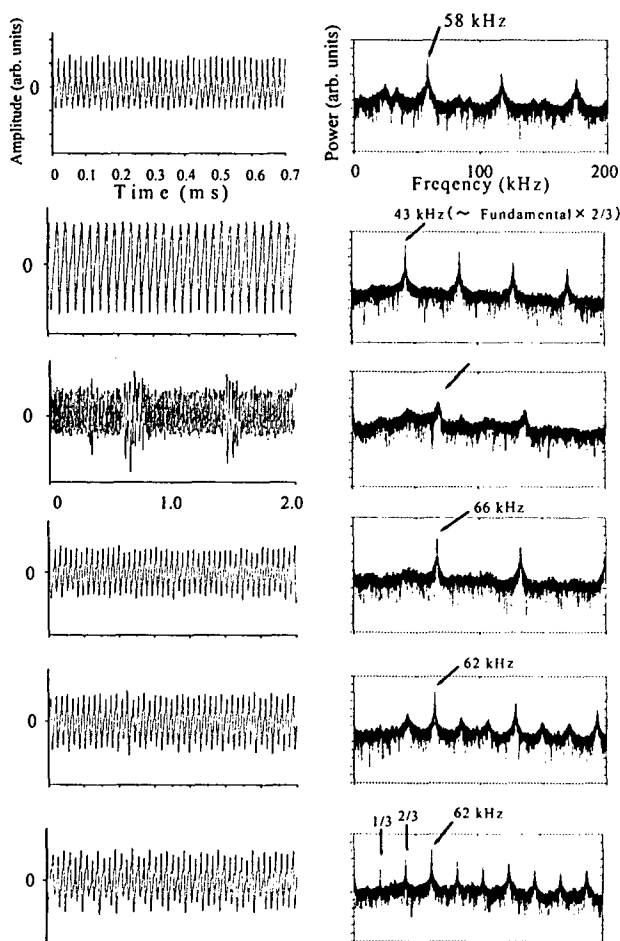 Amplitude (arb. units)
0
0 0.1 0.2 0.3 0.4 0.5 0.6 0.7
Time (ms)
Power (arb. units)
58 kHz
0 100 200
Freqency (kHz)
0
43 kHz (~ Fundamental × 2/3)
0
0 1.0 2.0
0
66 kHz
0
62 kHz
0
1/3 2/3 62 kHz